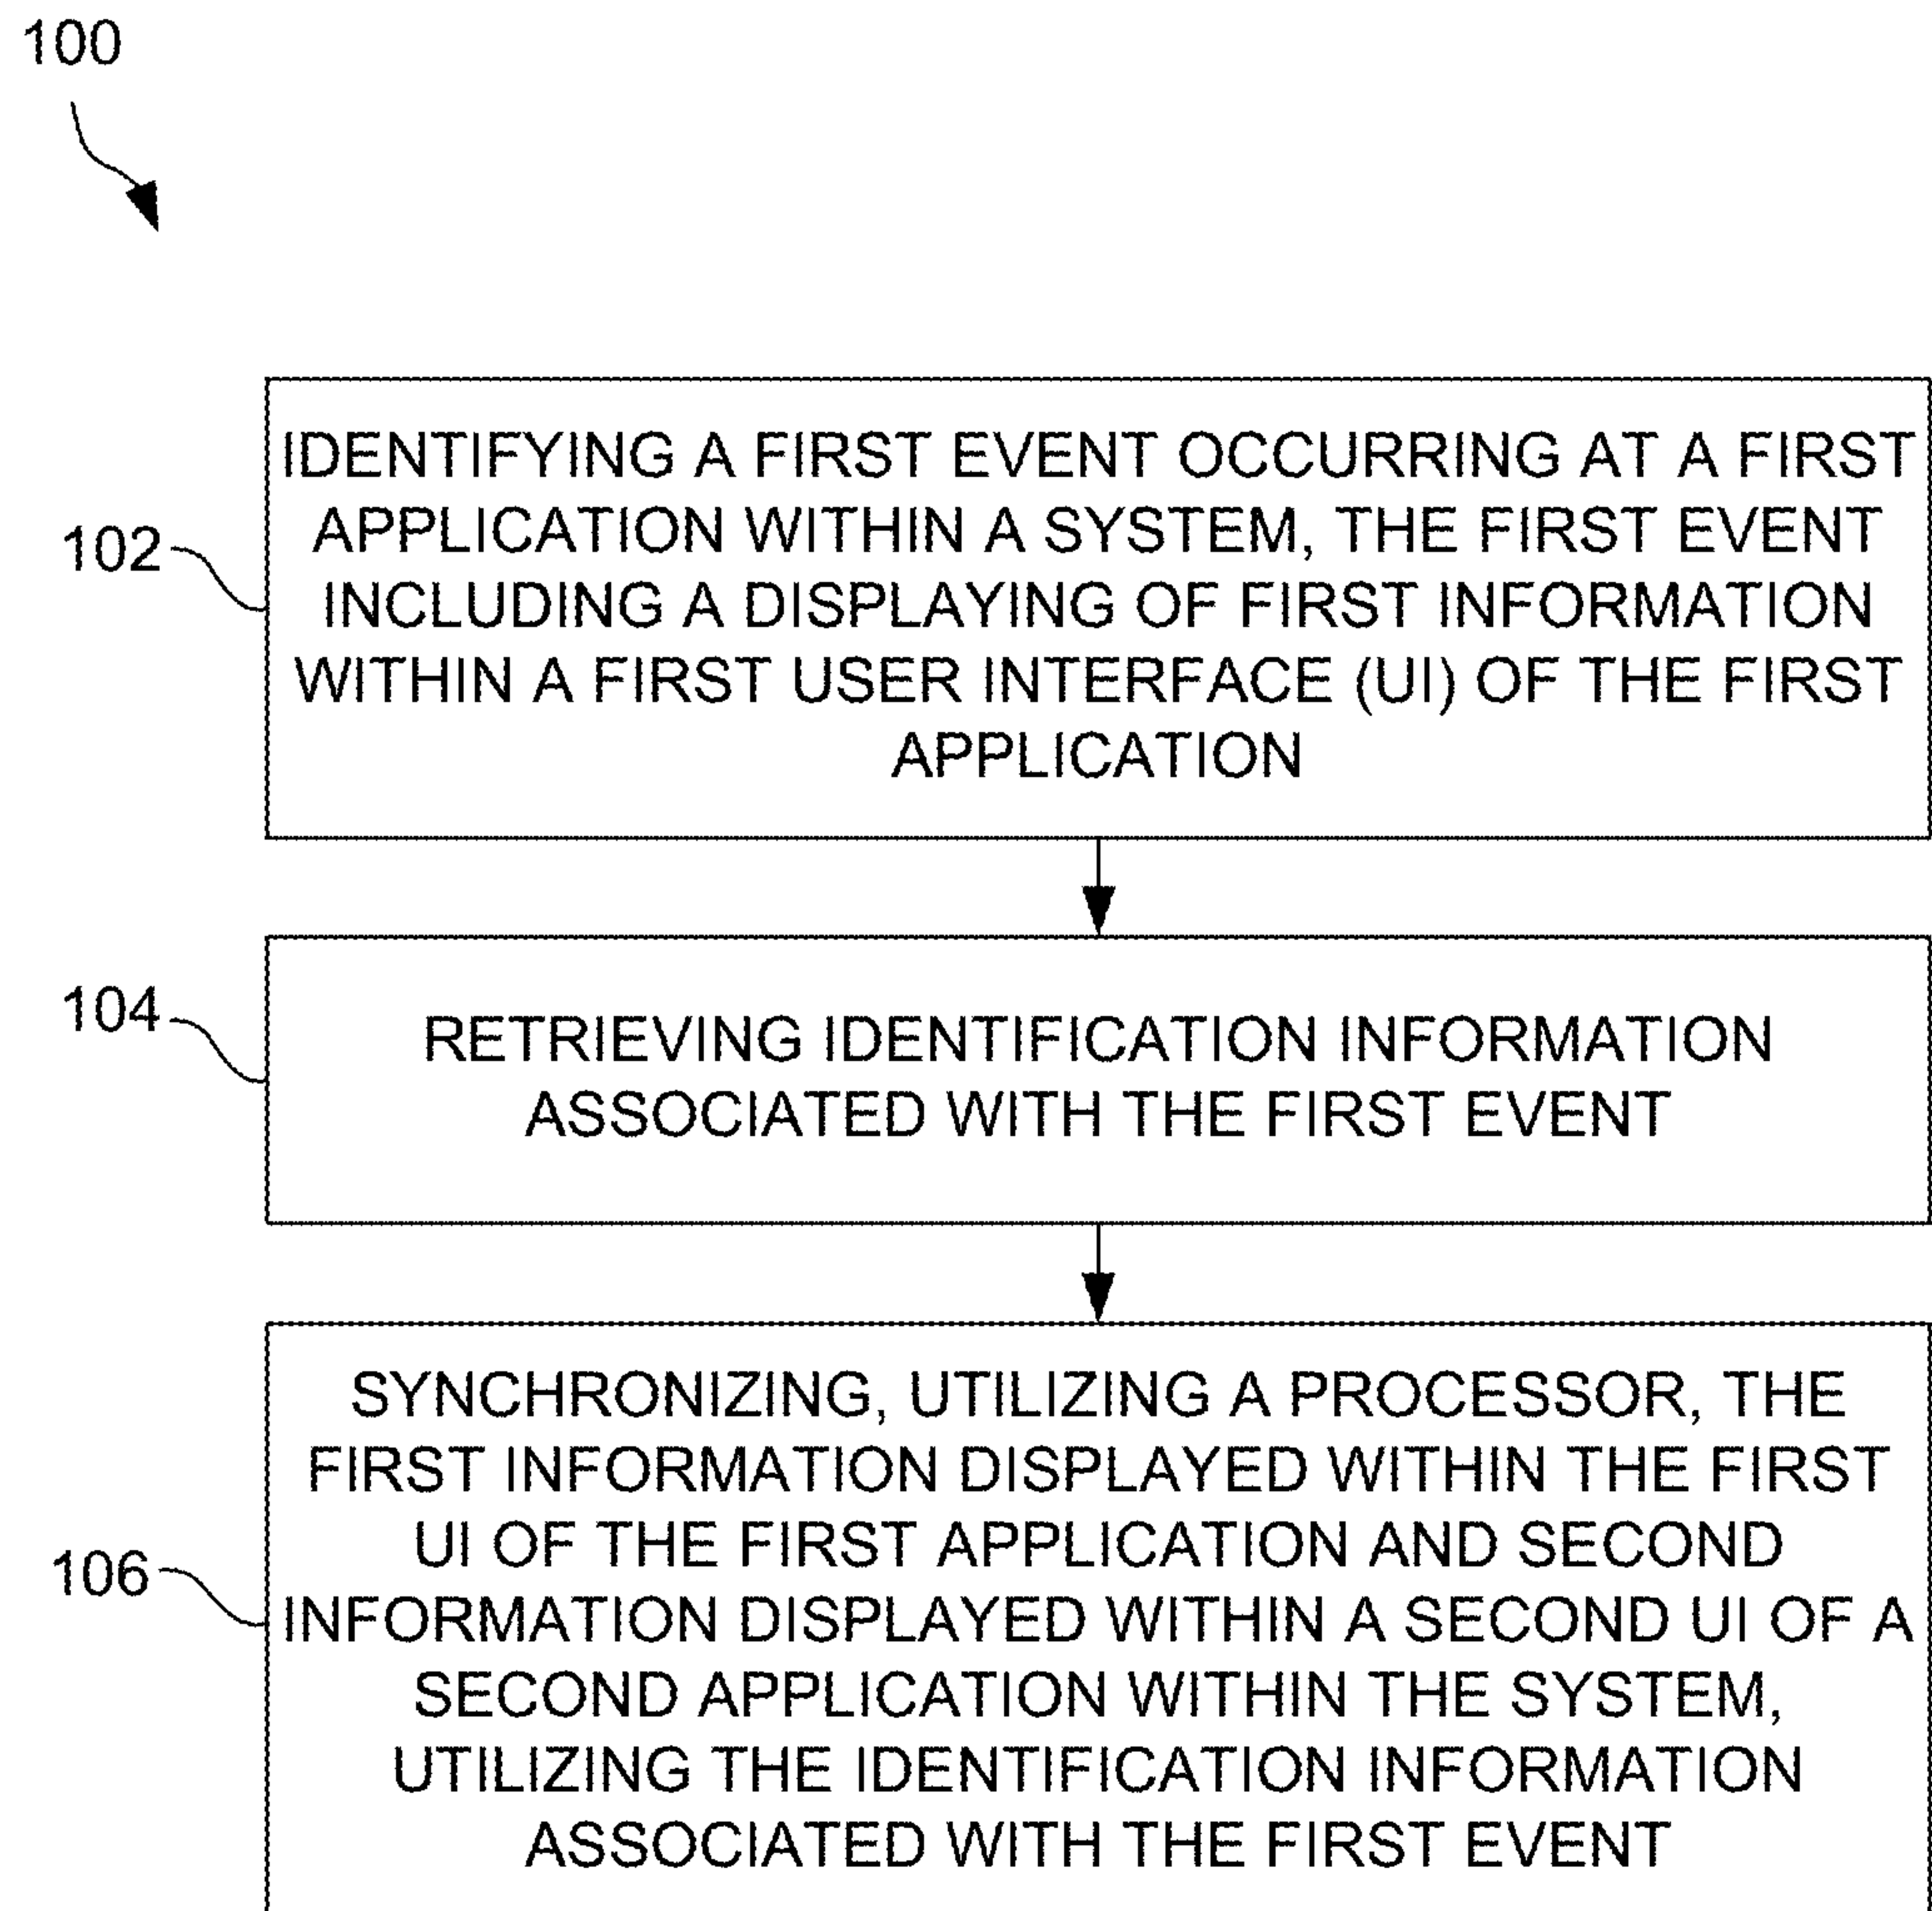 100
IDENTIFYING A FIRST EVENT OCCURRING AT A FIRST
APPLICATION WITHIN A SYSTEM, THE FIRST EVENT
102
INCLUDING A DISPLAYING OF FIRST INFORMATION
WITHIN A FIRST USER INTERFACE (UI) OF THE FIRST
APPLICATION
104
RETRIEVING IDENTIFICATION INFORMATION
ASSOCIATED WITH THE FIRST EVENT
SYNCHRONIZING, UTILIZING A PROCESSOR, THE
FIRST INFORMATION DISPLAYED WITHIN THE FIRST
UI OF THE FIRST APPLICATION AND SECOND
106
INFORMATION DISPLAYED WITHIN A SECOND UI OF A
SECOND APPLICATION WITHIN THE SYSTEM,
UTILIZING THE IDENTIFICATION INFORMATION
ASSOCIATED WITH THE FIRST EVENT